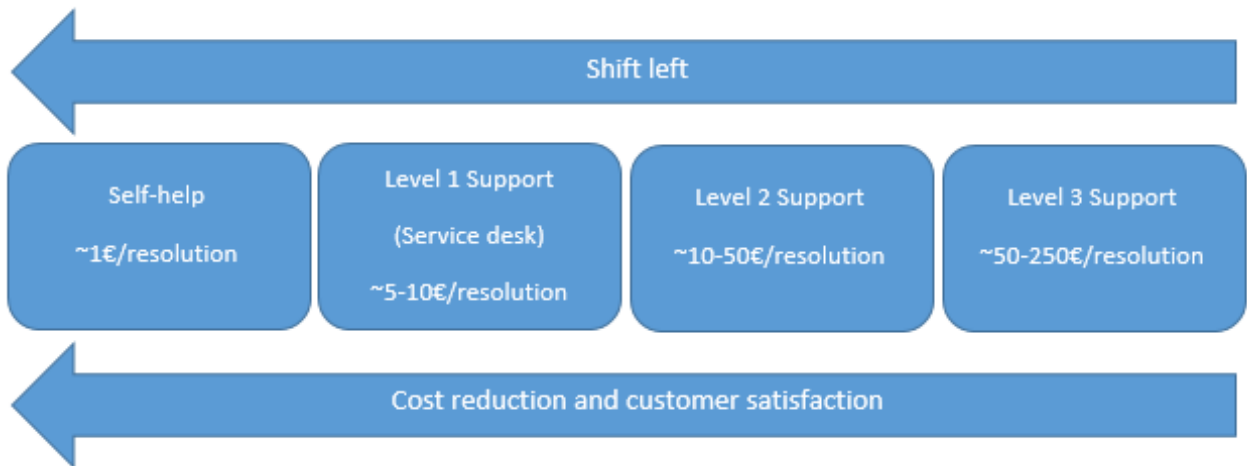 Shift left
Self-help
~1€/resolution
Level 1 Support
(Service desk)
~5-10€/resolution
Level 2 Support
~10-50€/resolution
Level 3 Support
~50-250€/resolution
Cost reduction and customer satisfaction